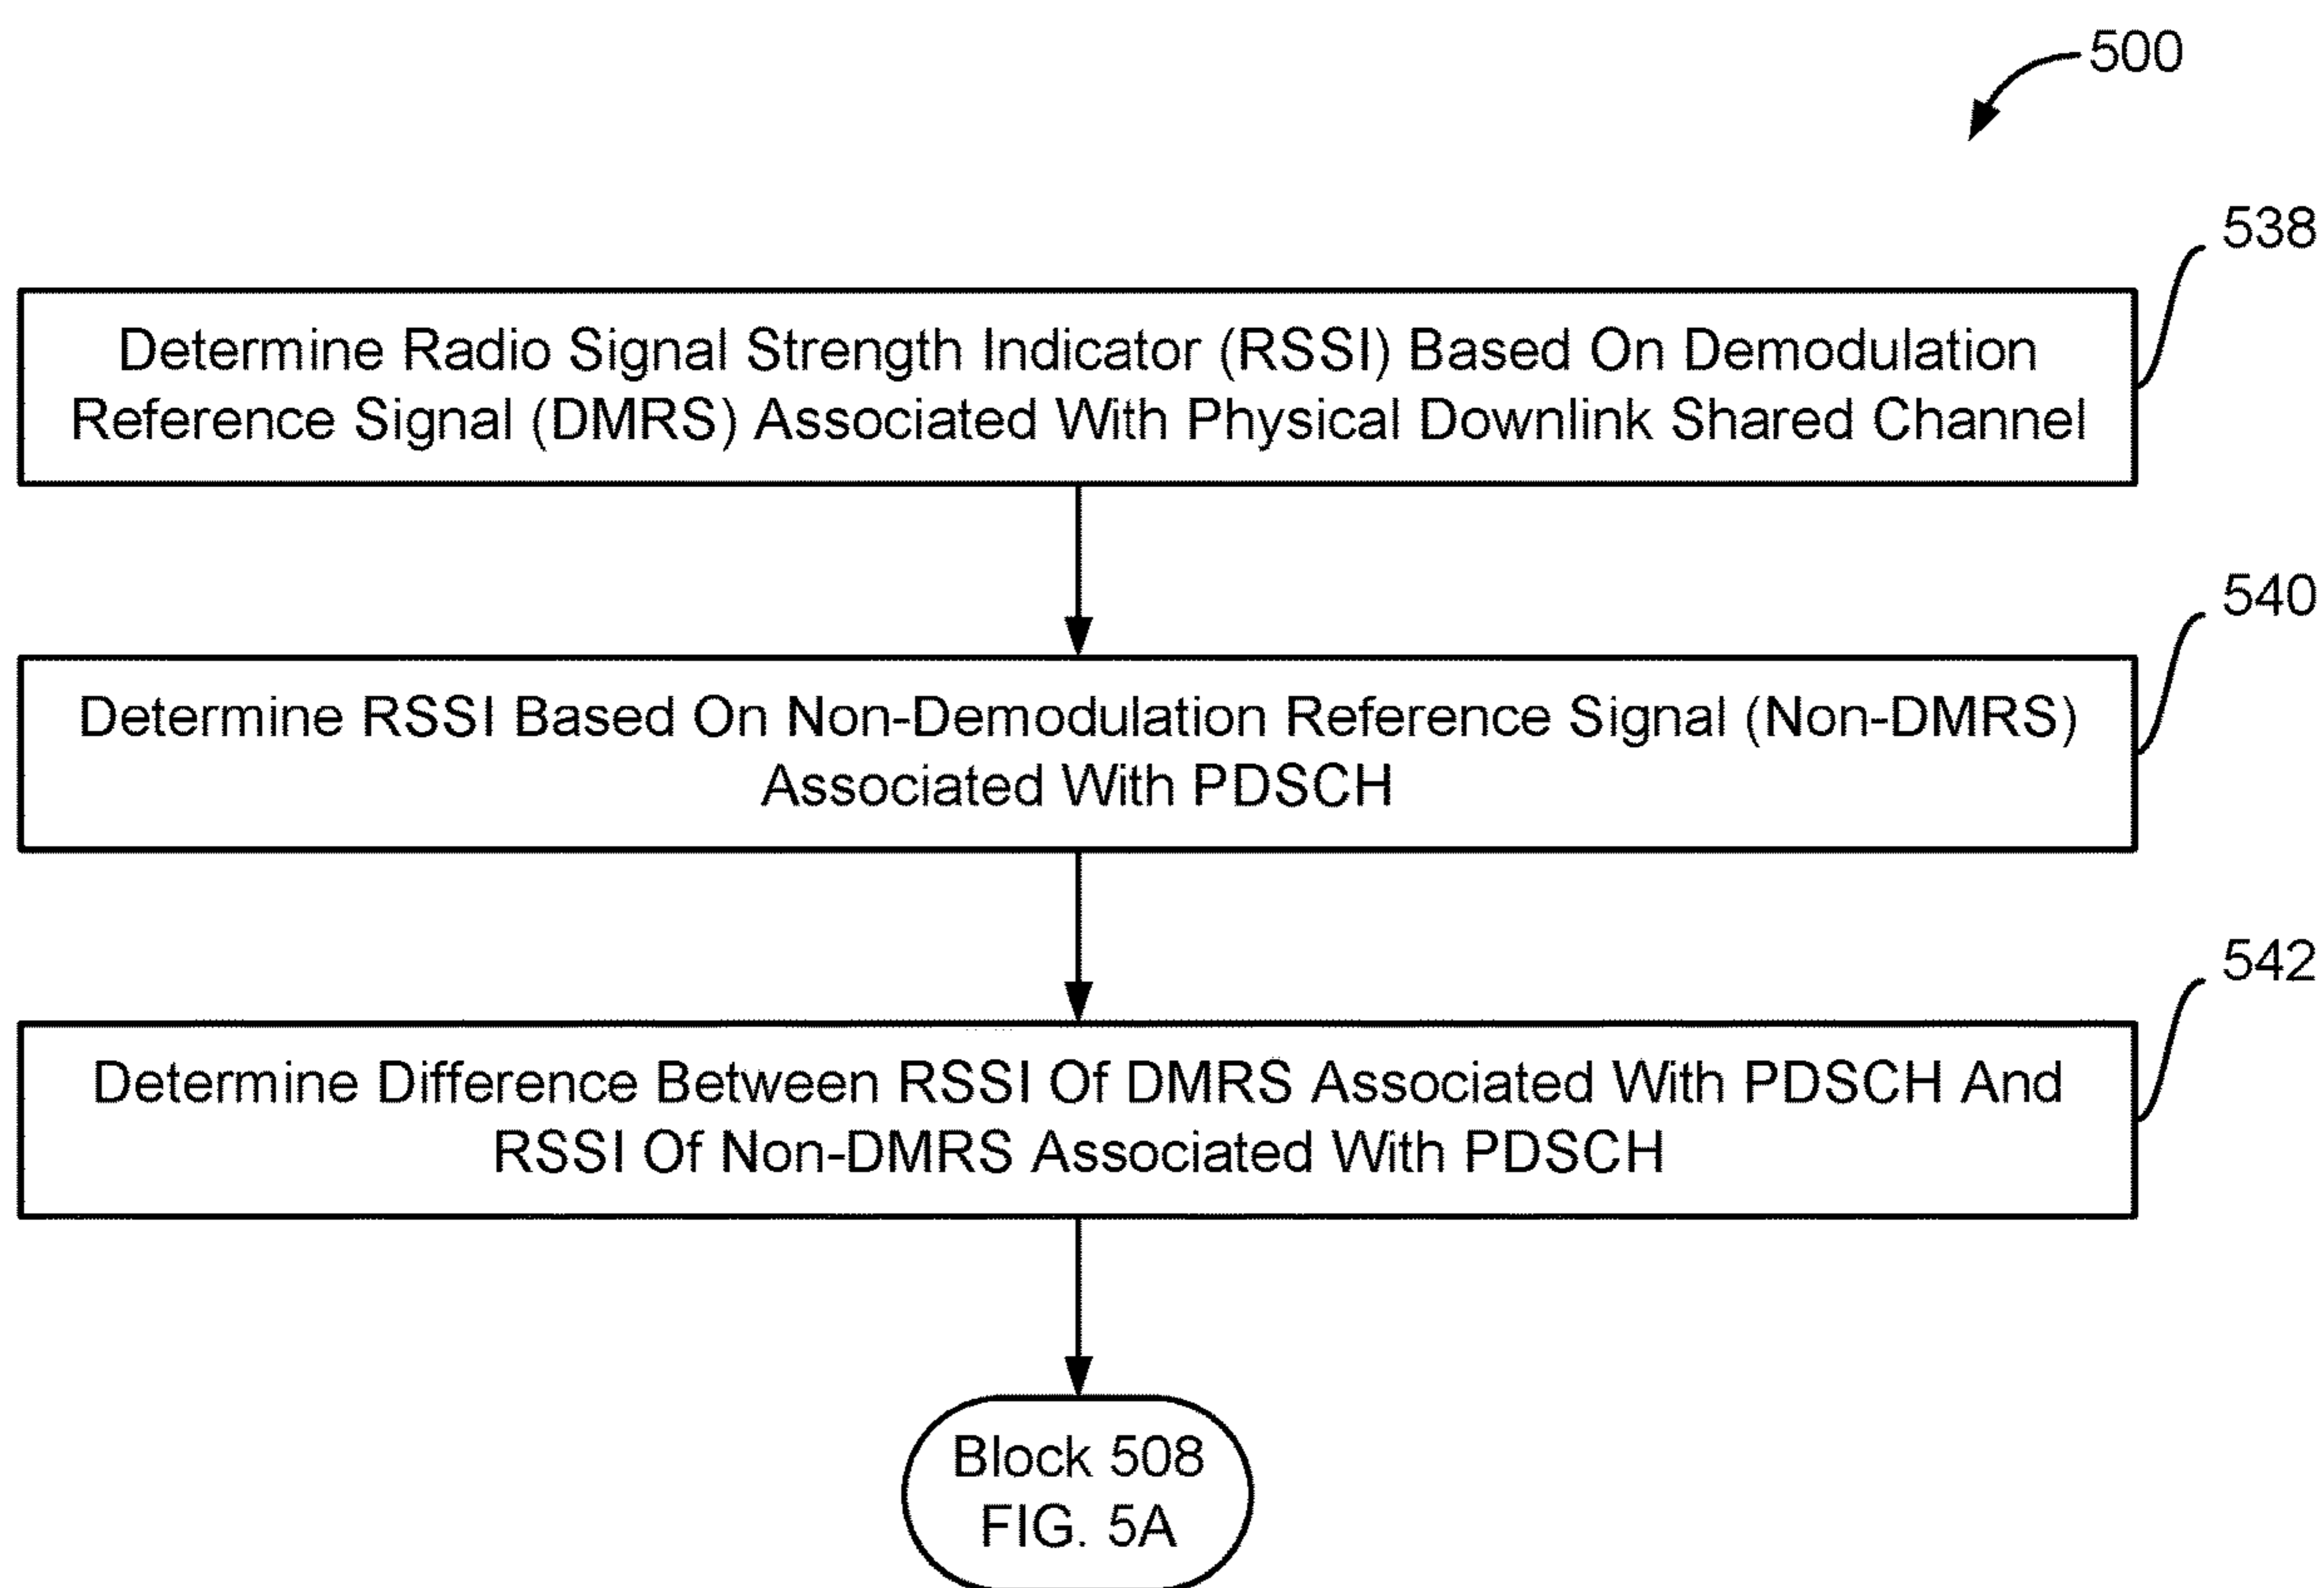 500
538
Determine Radio Signal Strength Indicator (RSSI) Based On Demodulation
Reference Signal (DMRS) Associated With Physical Downlink Shared Channel
540
Determine RSSI Based On Non-Demodulation Reference Signal (Non-DMRS)
Associated With PDSCH
542
Determine Difference Between RSSI Of DMRS Associated With PDSCH And
RSSI Of Non-DMRS Associated With PDSCH
Block 508
FIG. 5A